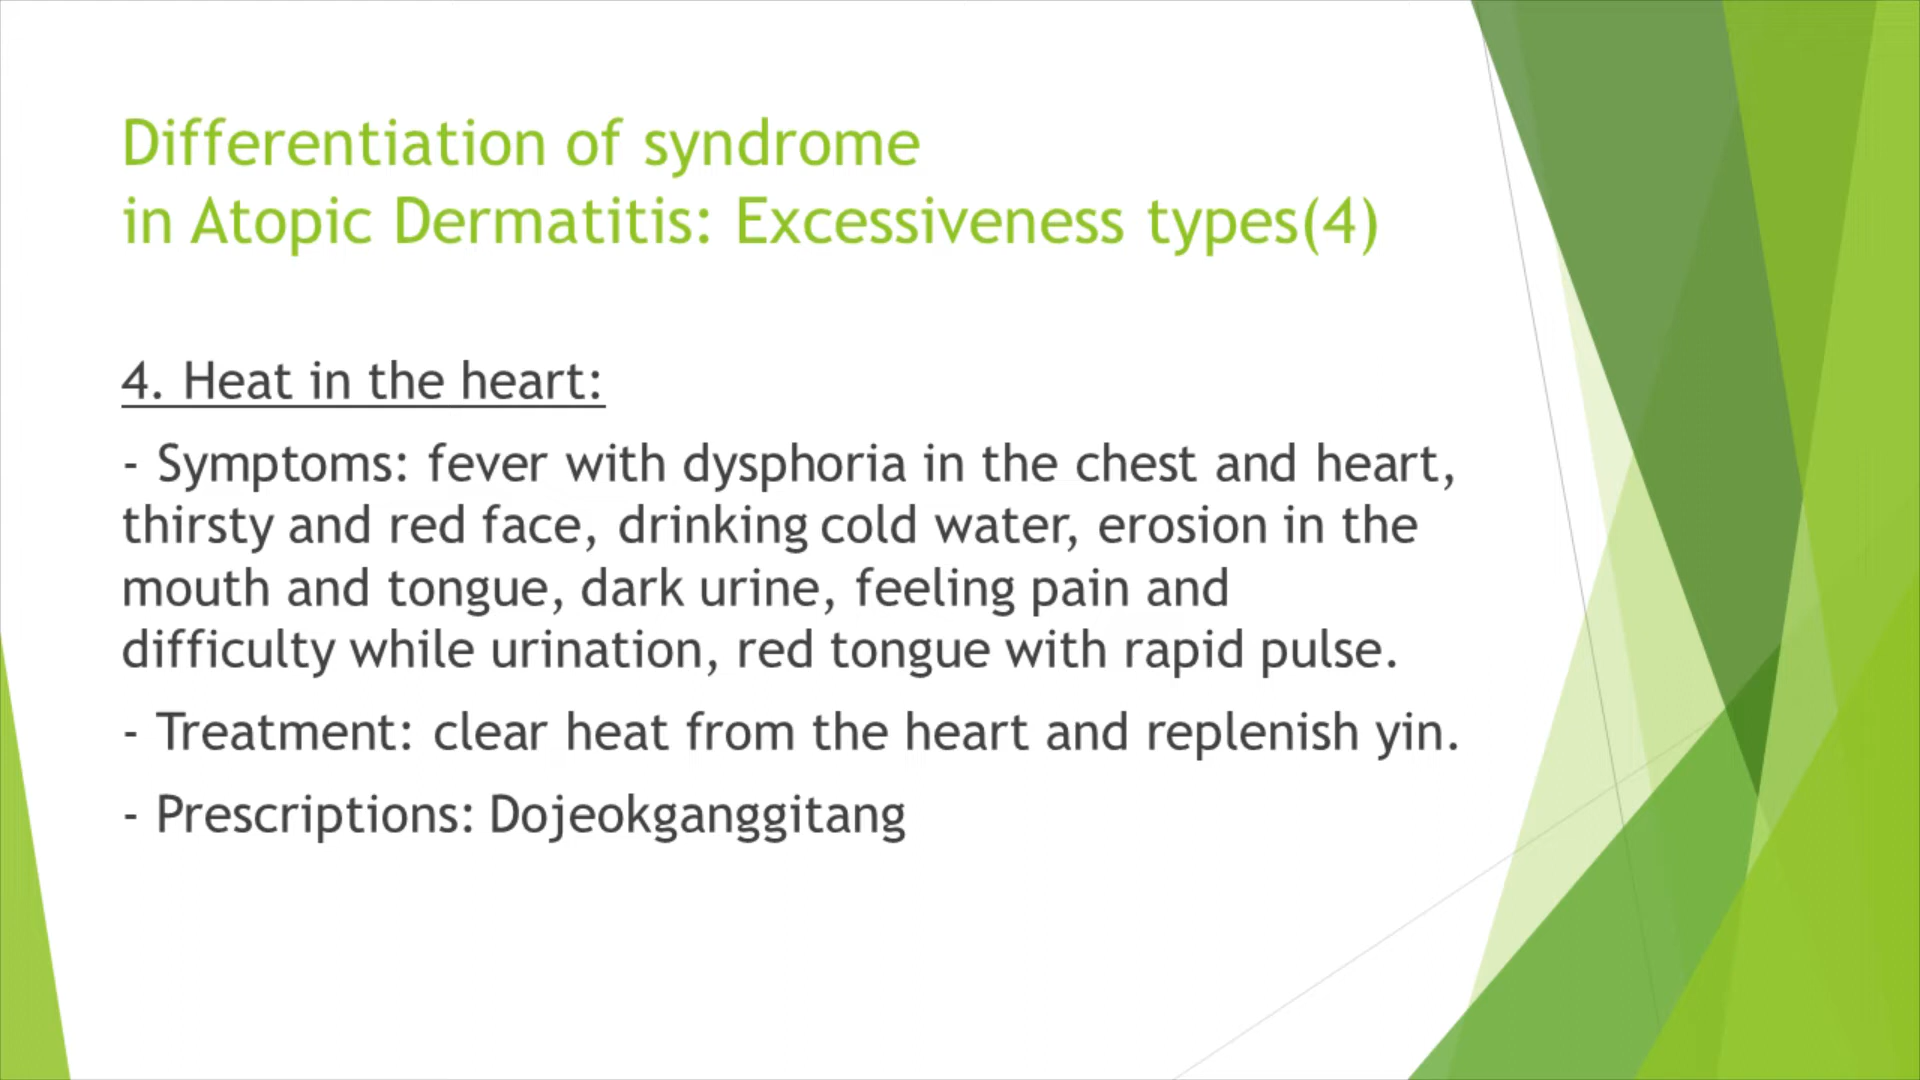 Differentiation of syndrome
in Atopic Dermatitis: Excessiveness types(4)
4. Heat in the heart:
- Symptoms: fever with dysphoria in the chest and heart,
thirsty and red face, drinking cold water, erosion in the
mouth and tongue, dark urine, feeling pain and
difficulty while urination, red tongue with rapid pulse.
- Treatment: clear heat from the heart and replenish yin.
- Prescriptions: Dojeokganggitang